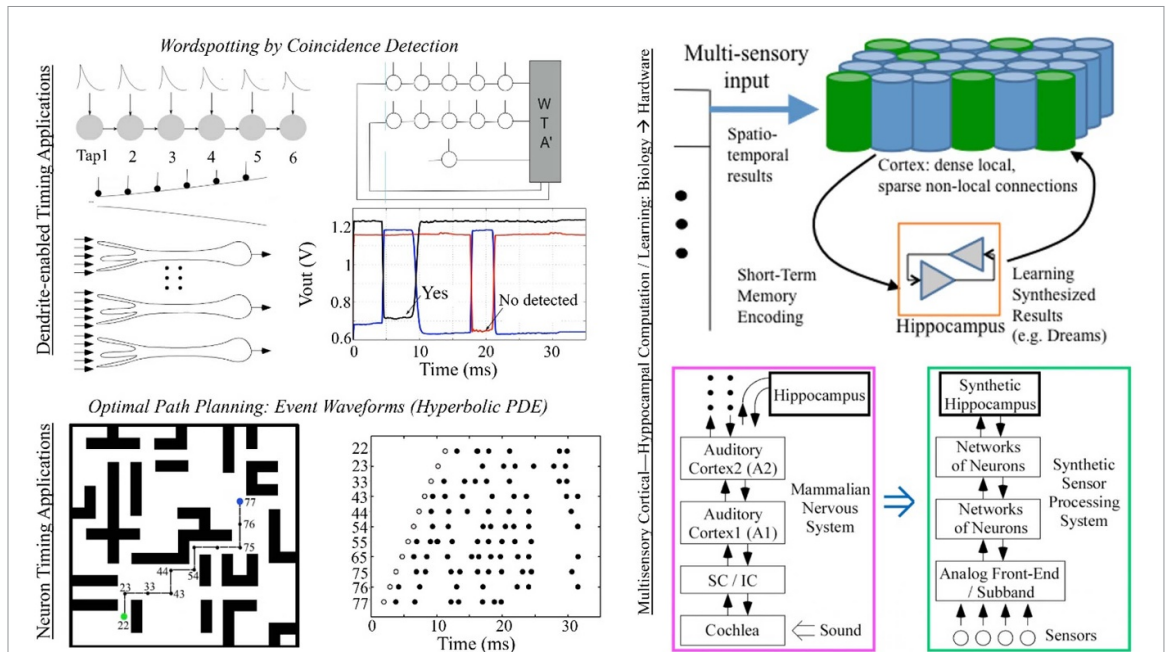 Dendrite-enabled Timing Applications
Wordspotting by Coincidence Detection
Tap1 2 3 4 5 6
W
T
A'
Vout (V)
1.2
1
0.8
0.6
Yes
No detected
0 10 20 30
Time (ms)
Neuron Timing Applications
Optimal Path Planning: Event Waveforms (Hyperbolic PDE)
77
76
75
54
44
43
33
23
22
22
23
33
43
44
54
55
65
75
76
77
0 10 20 30
Time (ms)
Multisensory Cortical—Hyppocampal Computation / Learning: Biology → Hardware
Multi-sensory
input
Spatio-
temporal
results
Cortex: dense local,
sparse non-local connections
Short-Term
Memory
Encoding
Hippocampus
Learning
Synthesized
Results
(e.g. Dreams)
Hippocampus
Auditory
Cortex2 (A2)
Auditory
Cortex1 (A1)
SC / IC
Cochlea
Sound
Mammalian
Nervous
System
Synthetic
Hippocampus
Networks
of Neurons
Networks
of Neurons
Analog Front-End
/ Subband
Sensors
Synthetic
Sensor
Processing
System